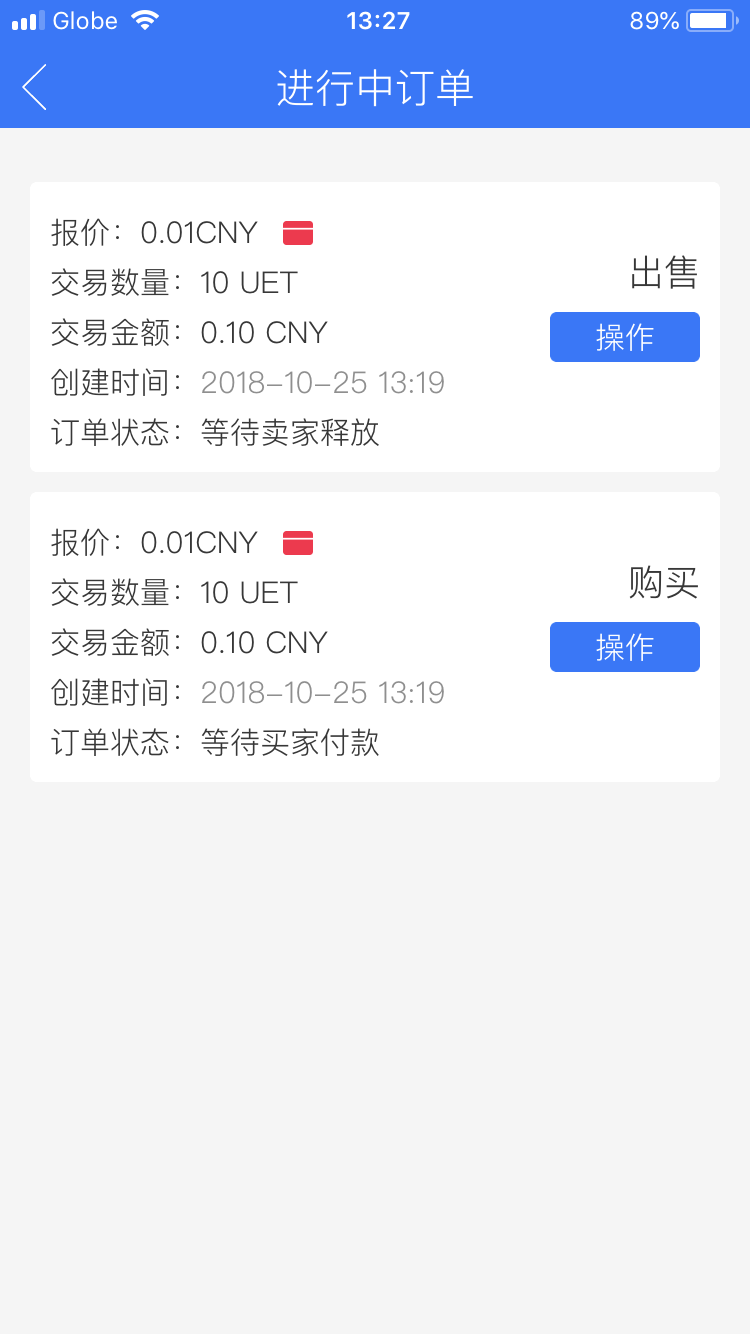 Globe 13:27 89%
进行中订单
报价：0.01CNY
交易数量：10 UET
出售
交易金额：0.10 CNY
操作
创建时间：2018-10-25 13:19
订单状态：等待卖家释放
报价：0.01CNY
交易数量：10 UET
购买
交易金额：0.10 CNY
操作
创建时间：2018-10-25 13:19
订单状态：等待买家付款